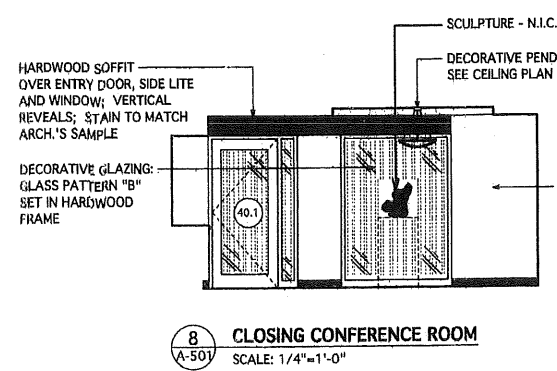 SCULPTURE - N.I.C.
DECORATIVE PEND
SEE CEILING PLAN
HARDWOOD SOFFIT
OVER ENTRY DOOR, SIDE LITE
AND WINDOW; VERTICAL
REVEALS; STAIN TO MATCH
ARCH.'S SAMPLE
DECORATIVE GLAZING:
GLASS PATTERN "B"
SET IN HARDWOOD
FRAME
40.1
8
A-501
CLOSING CONFERENCE ROOM
SCALE: 1/4"=1'-0"